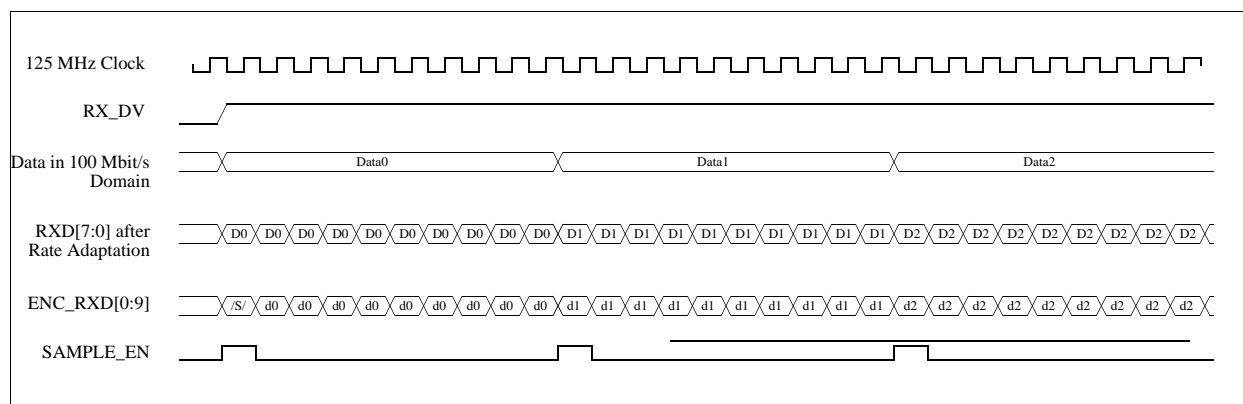 125 MHz Clock
RX_DV
Data in 100 Mbit/s Domain
Data0 Data1 Data2
RXD[7:0] after
Rate Adaptation
D0 D0 D0 D0 D0 D0 D0 D0 D0 D0 D1 D1 D1 D1 D1 D1 D1 D1 D1 D1 D2 D2 D2 D2 D2 D2 D2 D2 D2
ENC_RXD[0:9]
/S/ d0 d0 d0 d0 d0 d0 d0 d0 d0 d1 d1 d1 d1 d1 d1 d1 d1 d1 d1 d2 d2 d2 d2 d2 d2 d2 d2 d2
SAMPLE_EN